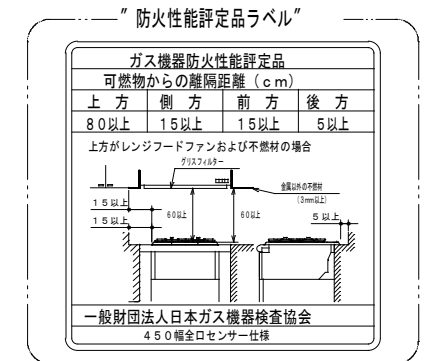 ”防火性能評定品ラベル”
ガス機器防火性能評定品
可燃物からの離隔距離（ｃｍ）
上方 側方 前方 後方
８０以上 １５以上 １５以上 ５以上
上方がレンジフードファンおよび不燃材の場合
グリスフィルター
金属以外の不燃材
（3mm以上）
１５以上
１５以上 ６０以上 ６０以上 ５以上
一般財団法人日本ガス機器検査協会
４５０幅全口センサー仕様